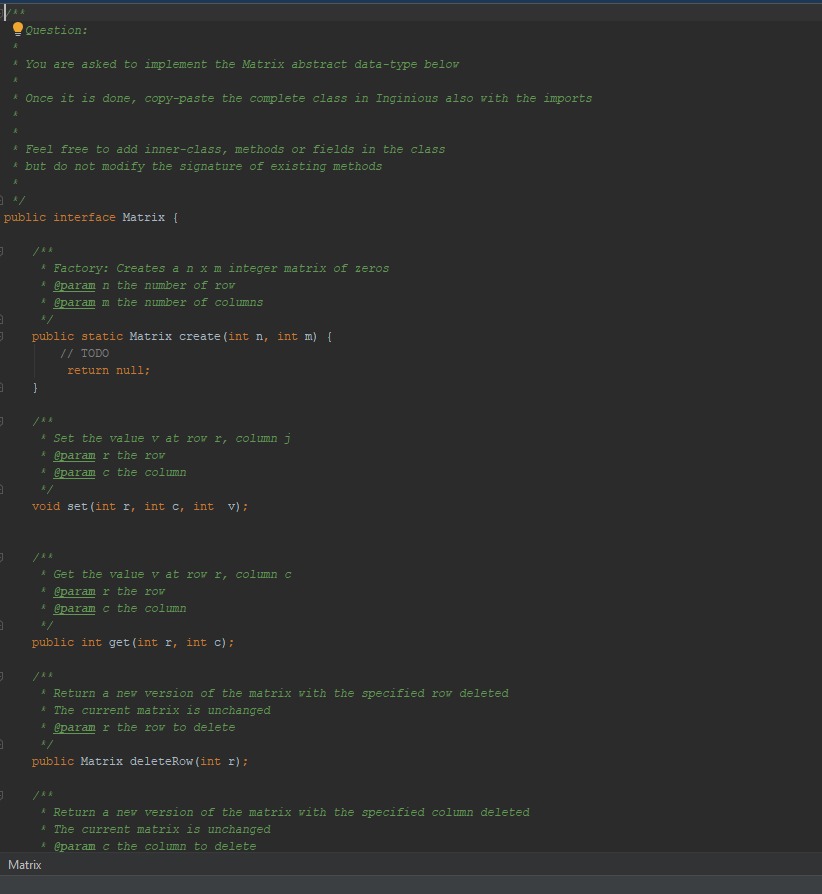 /**
Question:
*
* You are asked to implement the Matrix abstract data-type below
*
* Once it is done, copy-paste the complete class in Inginious also with the imports
*
*
* Feel free to add inner-class, methods or fields in the class
* but do not modify the signature of existing methods
*
*/
public interface Matrix {
/**
* Factory: Creates a n x m integer matrix of zeros
* @param n the number of row
* @param m the number of columns
*/
public static Matrix create(int n, int m) {
// TODO
return null;
}
/**
* Set the value v at row r, column j
* @param r the row
* @param c the column
*/
void set(int r, int c, int  v);
/**
* Get the value v at row r, column c
* @param r the row
* @param c the column
*/
public int get(int r, int c);
/**
* Return a new version of the matrix with the specified row deleted
* The current matrix is unchanged
* @param r the row to delete
*/
public Matrix deleteRow(int r);
/**
* Return a new version of the matrix with the specified column deleted
* The current matrix is unchanged
* @param c the column to delete
Matrix